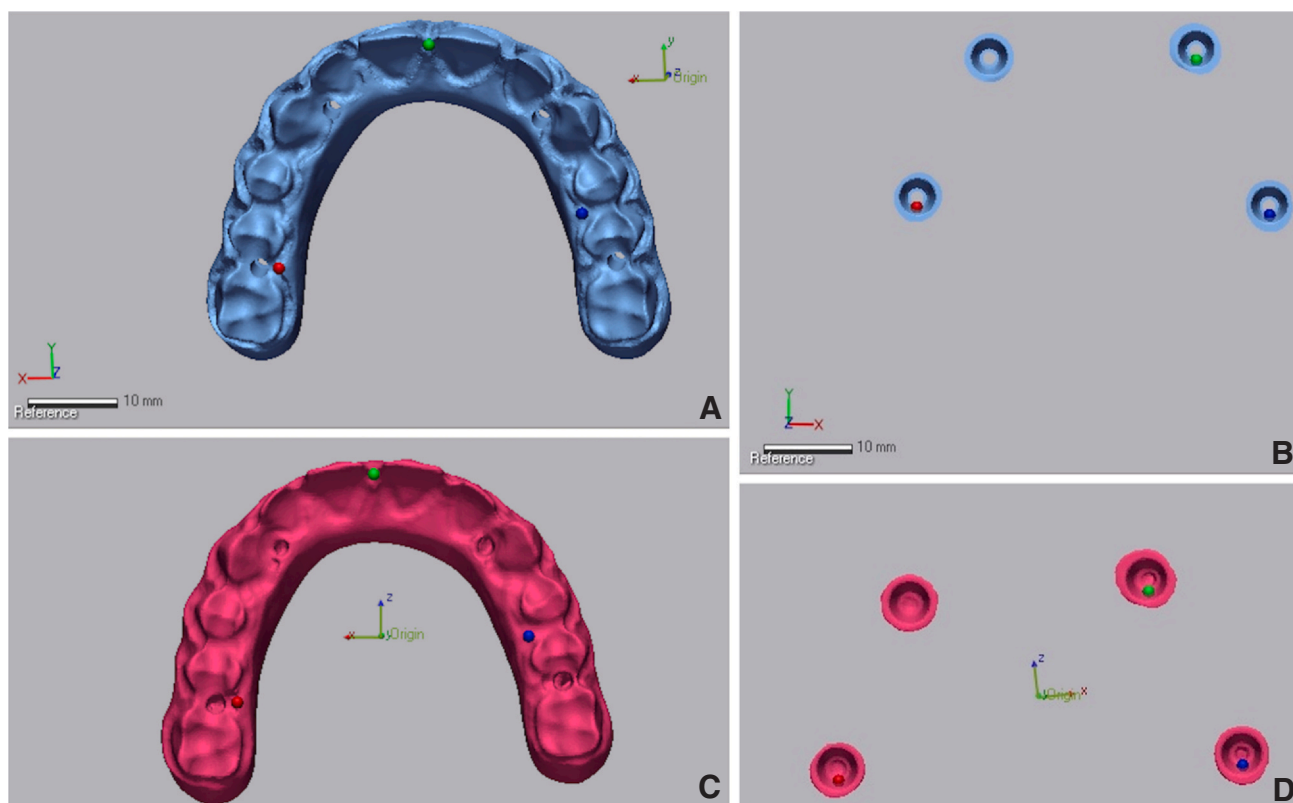 y
x z Origin
Y
X Z
10 mm
Reference
A
Y
Z X
10 mm
Reference
B
z
x y Origin
C
z
y Origin x
D